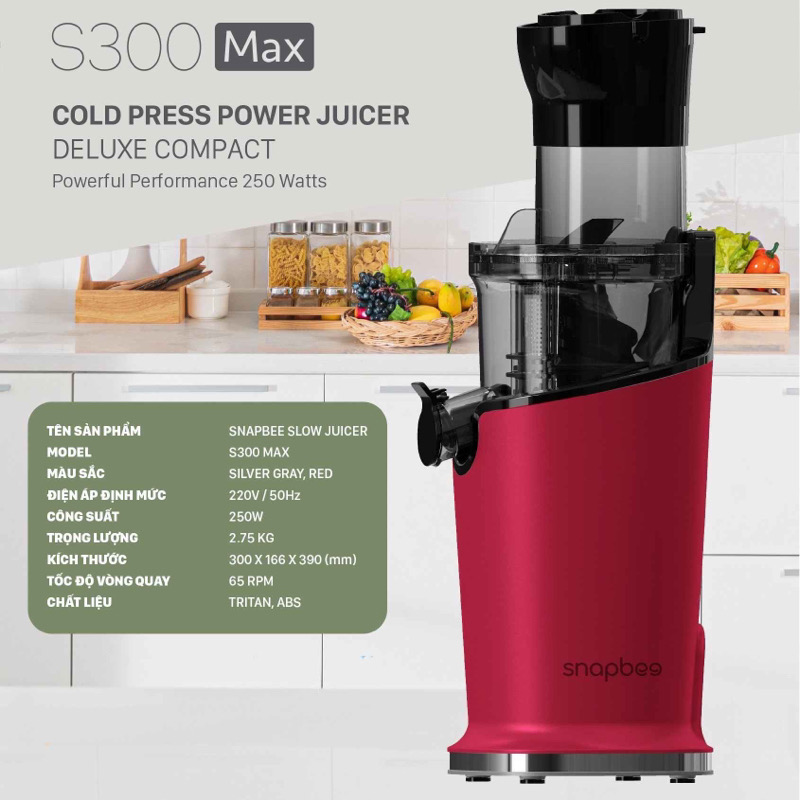 S300 Max
COLD PRESS POWER JUICER
DELUXE COMPACT
Powerful Performance 250 Watts
TÊN SẢN PHẨM SNAPBEE SLOW JUICER
MODEL S300 MAX
MÀU SẮC SILVER GRAY, RED
ĐIỆN ÁP ĐỊNH MỨC 220V / 50Hz
CÔNG SUẤT 250W
TRỌNG LƯỢNG 2.75 KG
KÍCH THƯỚC 300 X 166 X 390 (mm)
TỐC ĐỘ VÒNG QUAY 65 RPM
CHẤT LIỆU TRITAN, ABS
snapbee